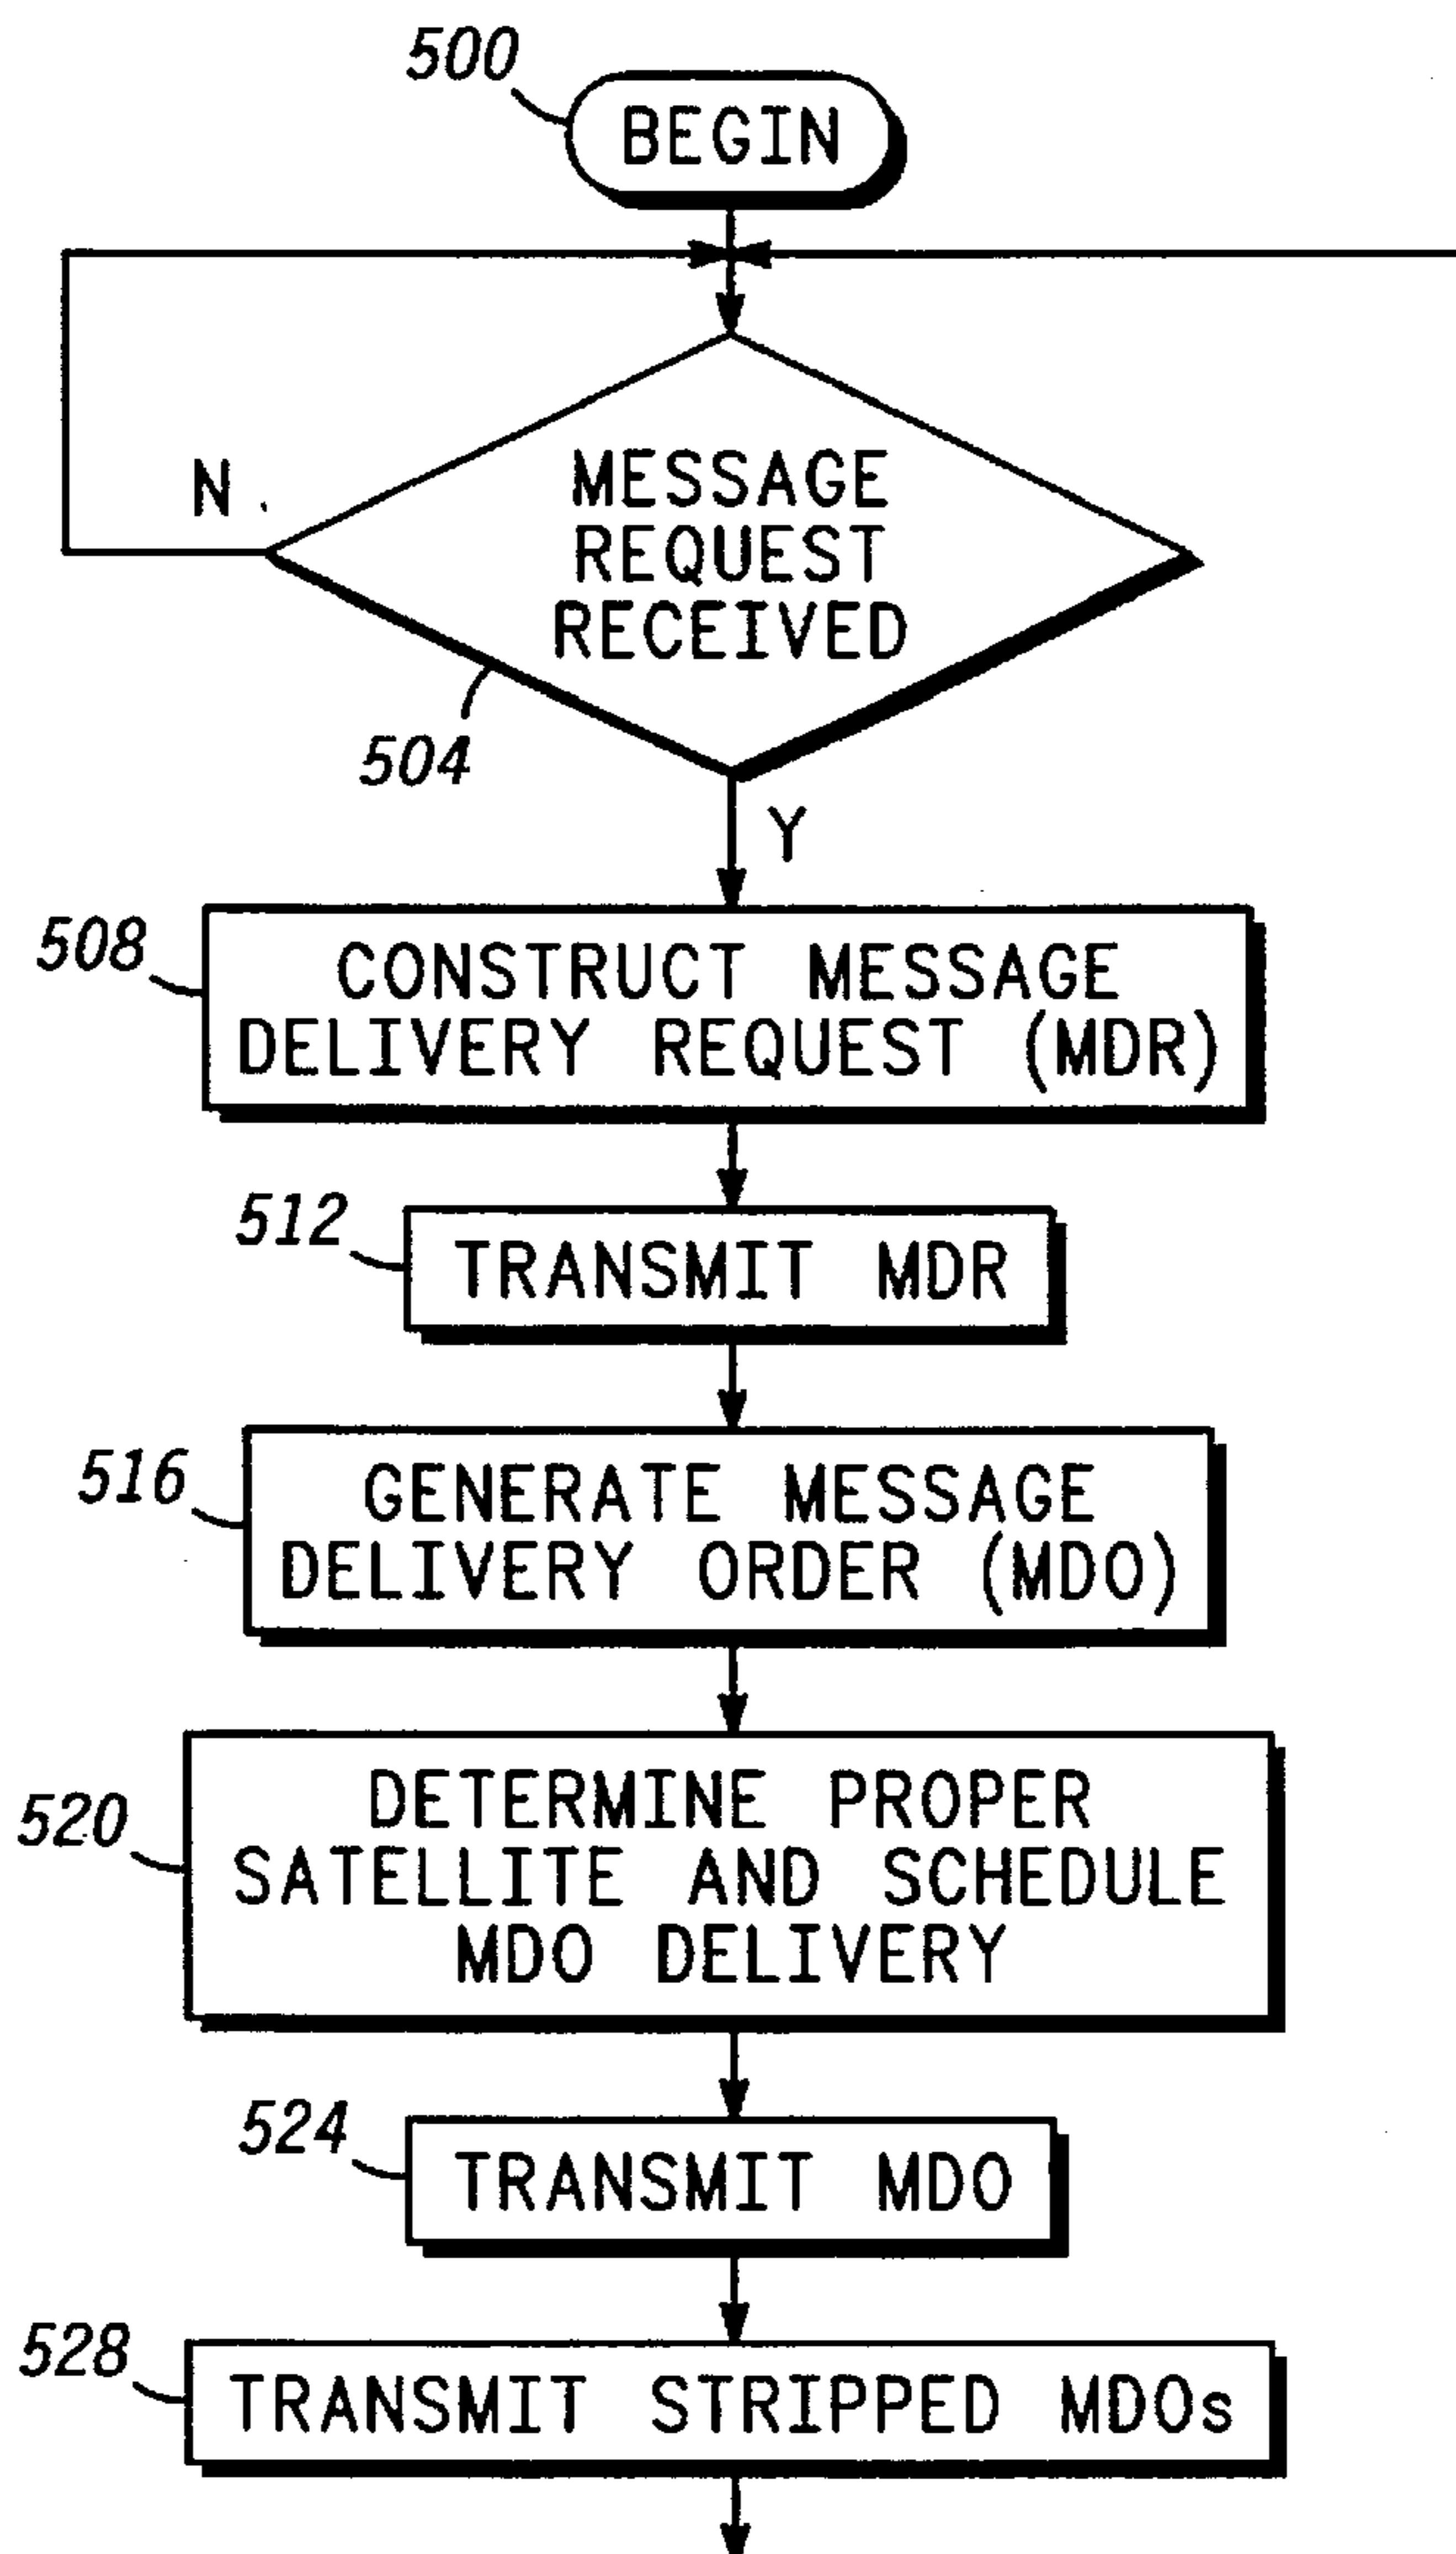 500
BEGIN
N
MESSAGE
REQUEST
RECEIVED
504
Y
508
CONSTRUCT MESSAGE
DELIVERY REQUEST (MDR)
512
TRANSMIT MDR
516
GENERATE MESSAGE
DELIVERY ORDER (MDO)
520
DETERMINE PROPER
SATELLITE AND SCHEDULE
MDO DELIVERY
524
TRANSMIT MDO
528
TRANSMIT STRIPPED MDOs